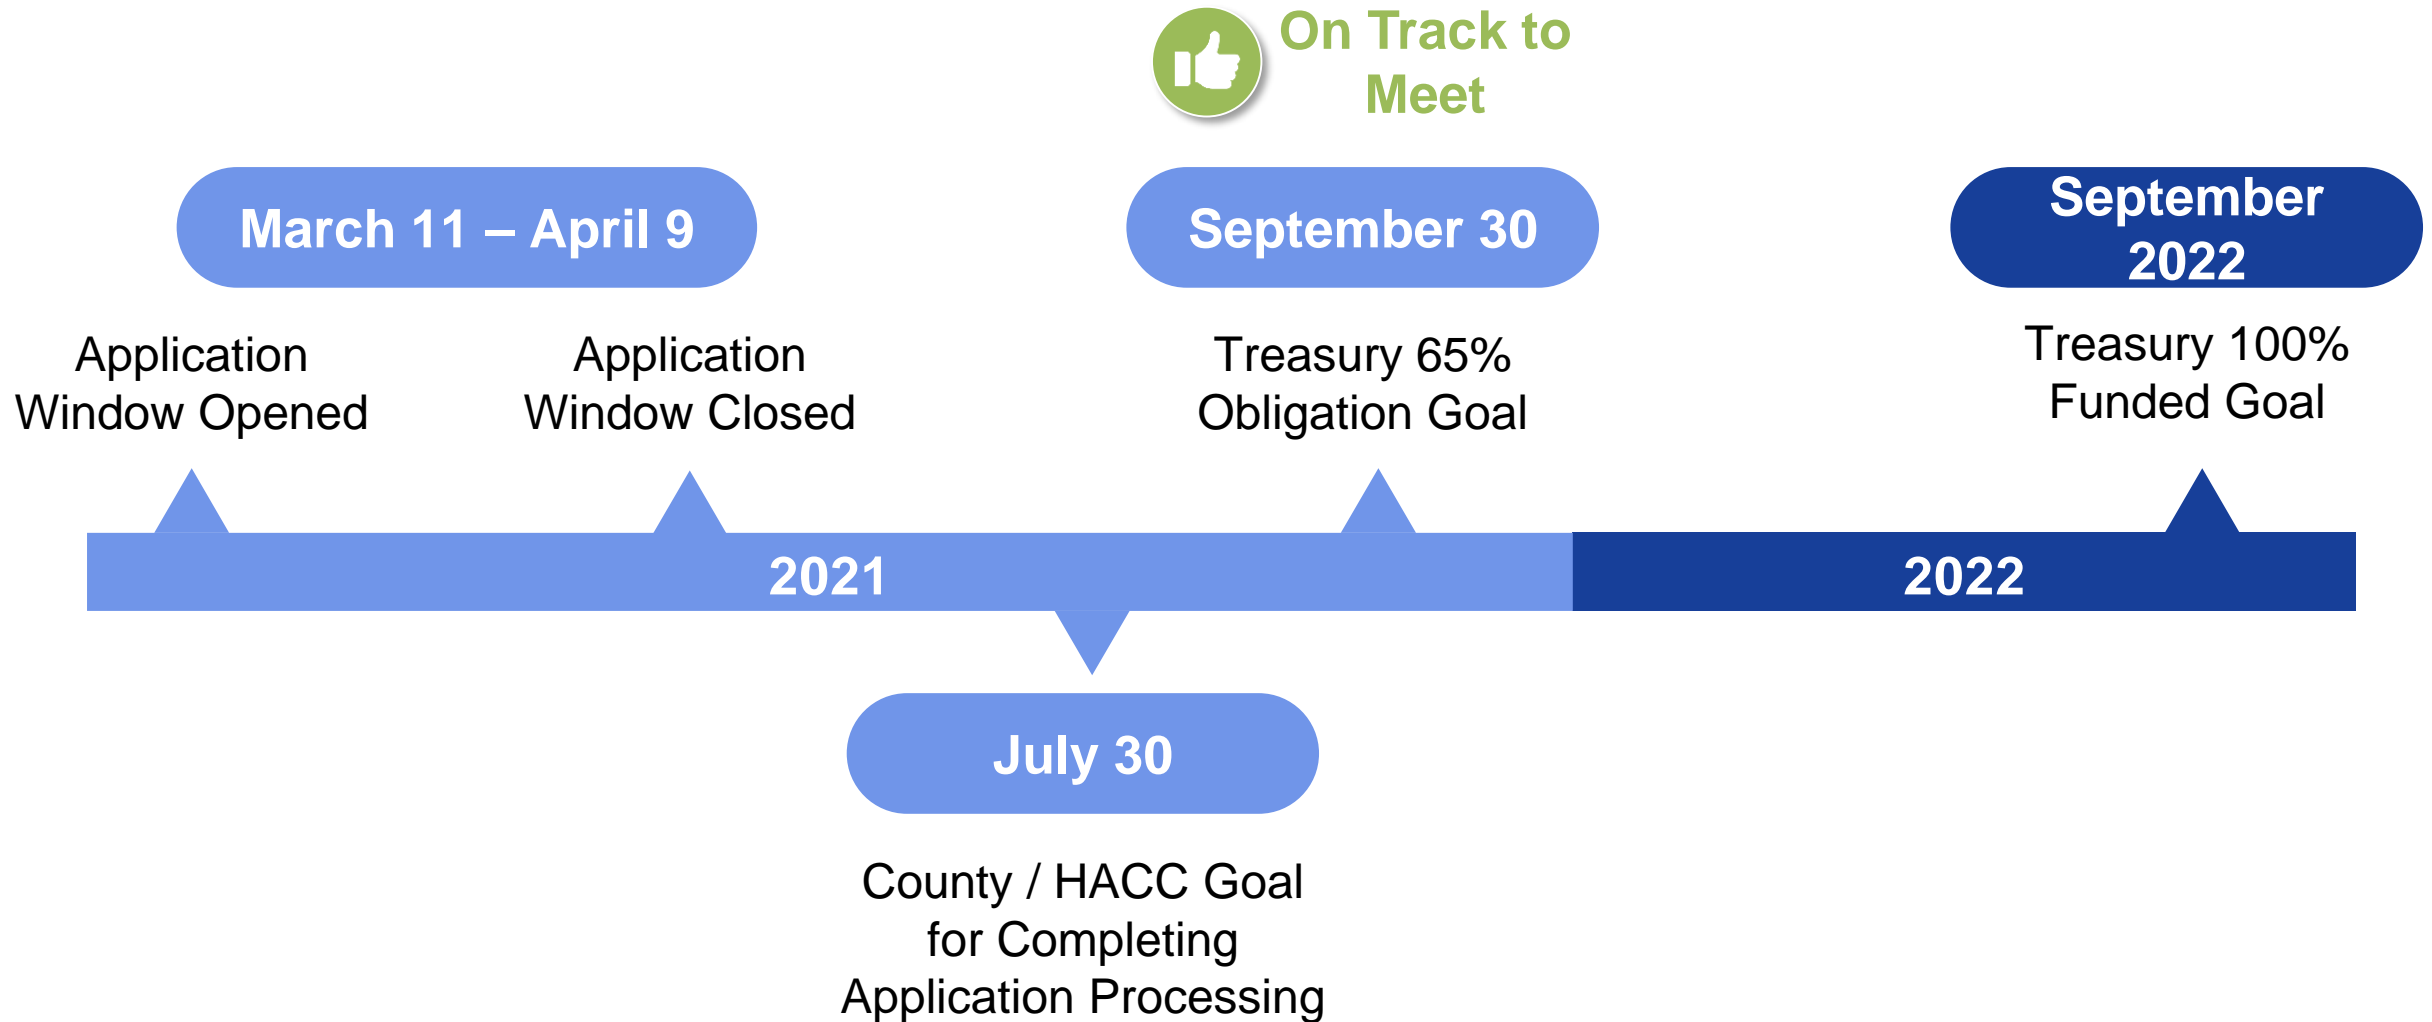 On Track to
Meet
March 11 – April 9
September 30
September
2022
Application
Window Opened
Application
Window Closed
Treasury 65%
Obligation Goal
Treasury 100%
Funded Goal
2021
2022
July 30
County / HACC Goal
for Completing
Application Processing